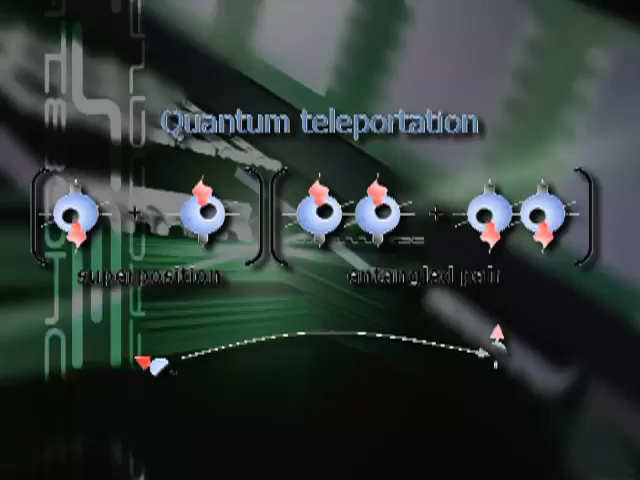 Quantum teleportation
+
+
superposition
entangled pair